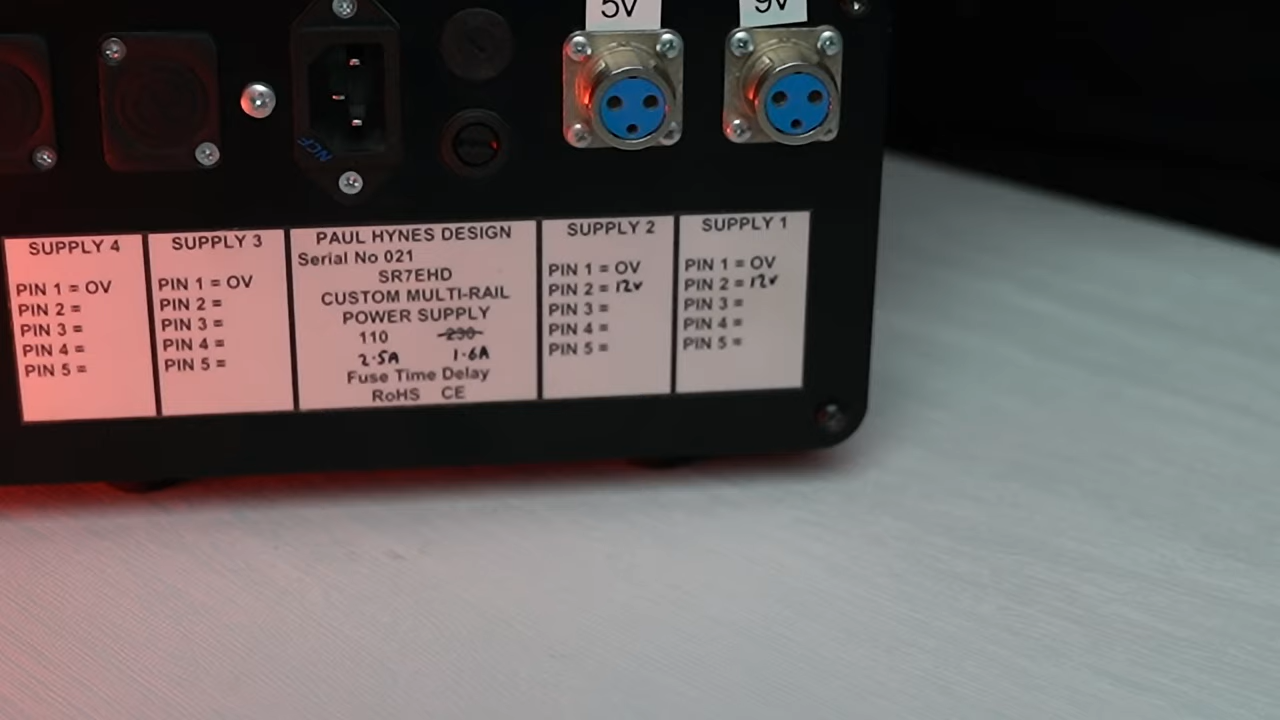 5V
9V
NCF
SUPPLY 4
PIN 1 = OV
PIN 2 =
PIN 3 =
PIN 4 =
PIN 5 =
SUPPLY 3
PIN 1 = OV
PIN 2 =
PIN 3 =
PIN 4 =
PIN 5 =
PAUL HYNES DESIGN
Serial No 021
SR7EHD
CUSTOM MULTI-RAIL
POWER SUPPLY
110 230
2.5A 1.6A
Fuse Time Delay
RoHS CE
SUPPLY 2
PIN 1 = OV
PIN 2 = 12v
PIN 3 =
PIN 4 =
PIN 5 =
SUPPLY 1
PIN 1 = OV
PIN 2 = 12v
PIN 3 =
PIN 4 =
PIN 5 =